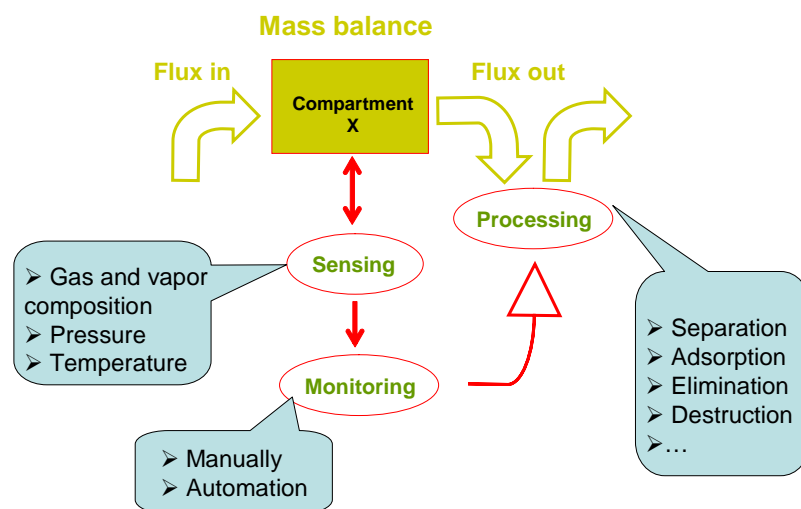 Mass balance
Flux in
Flux out
Compartment
X
Processing
Sensing
➢ Gas and vapor
composition
➢ Pressure
➢ Temperature
➢ Separation
➢ Adsorption
➢ Elimination
➢ Destruction
➢…
Monitoring
➢ Manually
➢ Automation